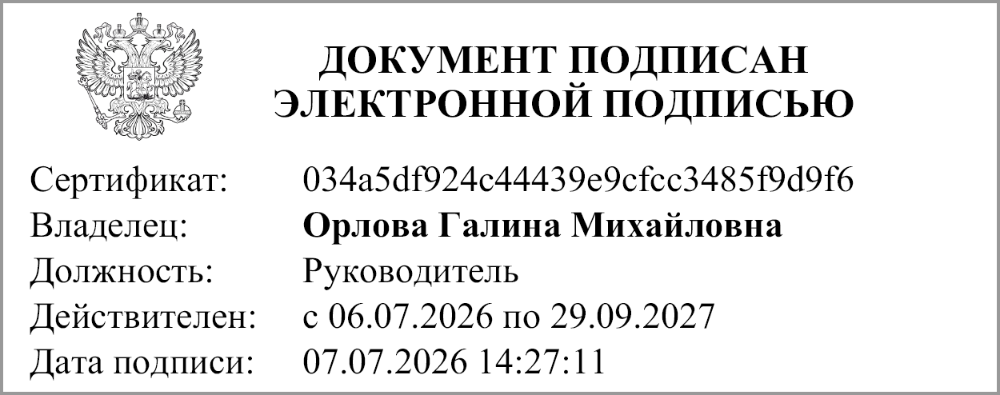 ДОКУМЕНТ ПОДПИСАН
ЭЛЕКТРОННОЙ ПОДПИСЬЮ
Сертификат: 034a5df924c44439e9cfcc3485f9d9f6
Владелец: Орлова Галина Михайловна
Должность: Руководитель
Действителен: с 06.07.2026 по 29.09.2027
Дата подписи: 07.07.2026 14:27:11